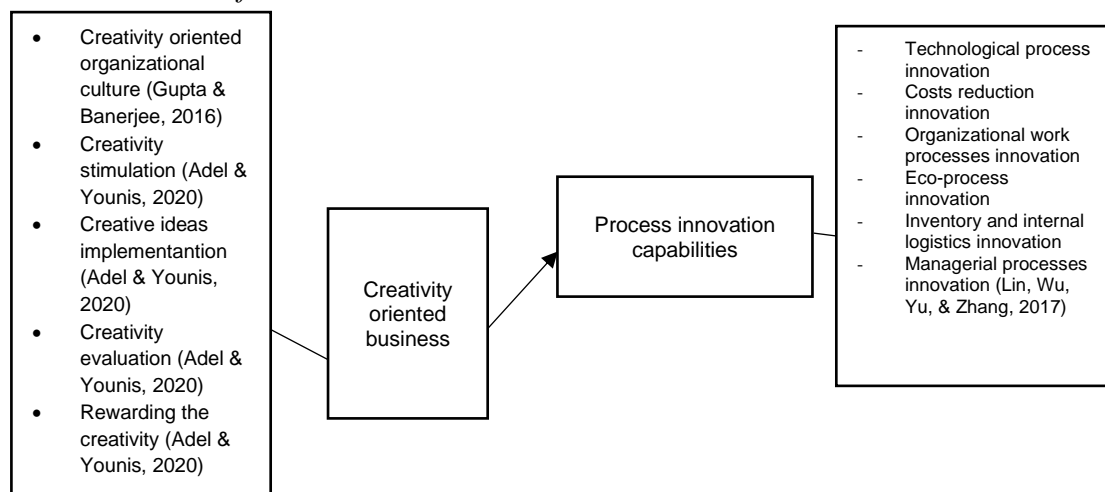 • Creativity oriented
organizational
culture (Gupta &
Banerjee, 2016)
• Creativity
stimulation (Adel &
Younis, 2020)
• Creative ideas
implementantion
(Adel & Younis,
2020)
• Creativity
evaluation (Adel &
Younis, 2020)
• Rewarding the
creativity (Adel &
Younis, 2020)
Creativity
oriented
business
Process innovation
capabilities
- Technological process
innovation
- Costs reduction
innovation
- Organizational work
processes innovation
- Eco-process
innovation
- Inventory and internal
logistics innovation
- Managerial processes
innovation (Lin, Wu,
Yu, & Zhang, 2017)